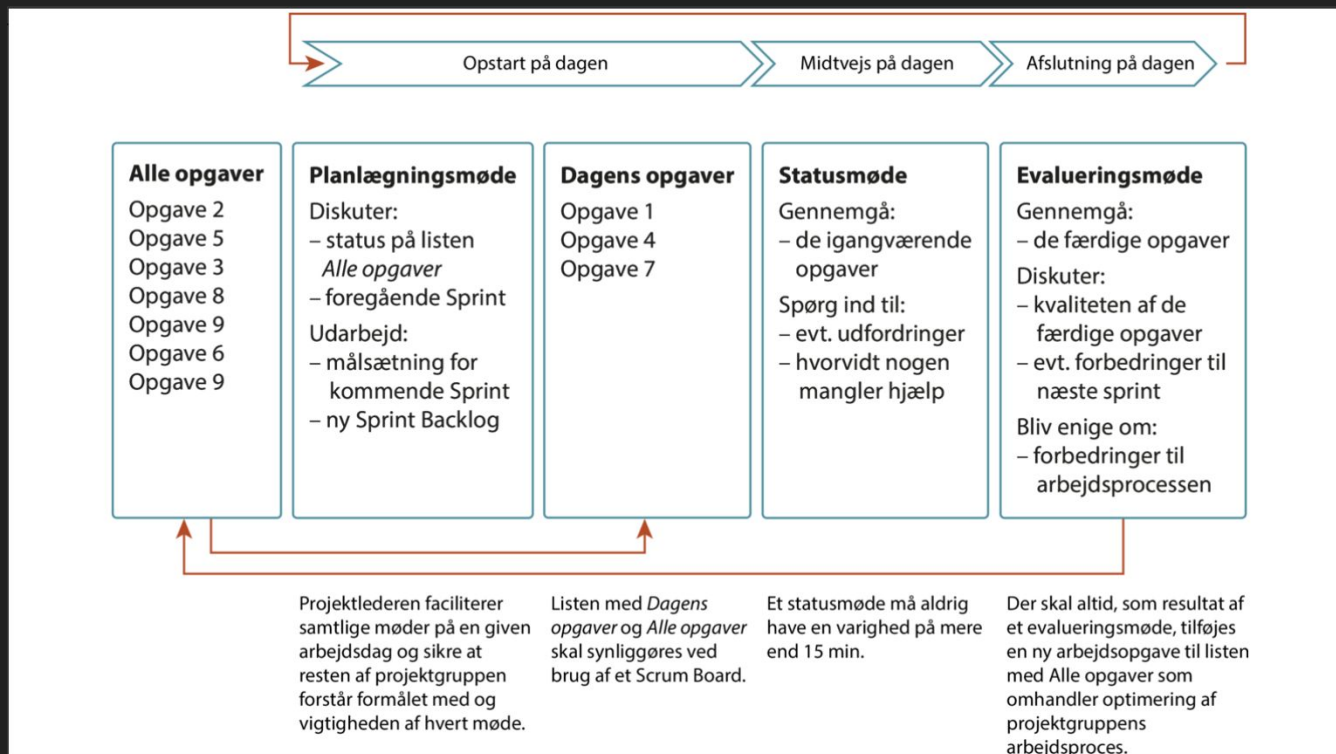 Opstart på dagen
Midtvejs på dagen
Afslutning på dagen
Alle opgaver
Opgave 2
Opgave 5
Opgave 3
Opgave 8
Opgave 9
Opgave 6
Opgave 9
Planlægningsmøde
Diskuter:
– status på listen
Alle opgaver
– foregående Sprint
Udarbejd:
– målsætning for
kommende Sprint
– ny Sprint Backlog
Dagens opgaver
Opgave 1
Opgave 4
Opgave 7
Statusmøde
Gennemgå:
– de igangværende
opgaver
Spørg ind til:
– evt. udfordringer
– hvorvidt nogen
mangler hjælp
Evalueringsmøde
Gennemgå:
– de færdige opgaver
Diskuter:
– kvaliteten af de
færdige opgaver
– evt. forbedringer til
næste sprint
Bliv enige om:
– forbedringer til
arbejdsprocessen
Projektlederen faciliterer
samtlige møder på en given
arbejdsdag og sikre at
resten af projektgruppen
forstår formålet med og
vigtigheden af hvert møde.
Listen med Dagens
opgaver og Alle opgaver
skal synliggøres ved
brug af et Scrum Board.
Et statusmøde må aldrig
have en varighed på mere
end 15 min.
Der skal altid, som resultat af
et evalueringsmøde, tilføjes
en ny arbejdsopgave til listen
med Alle opgaver som
omhandler optimering af
projektgruppens
arbejdsproces.